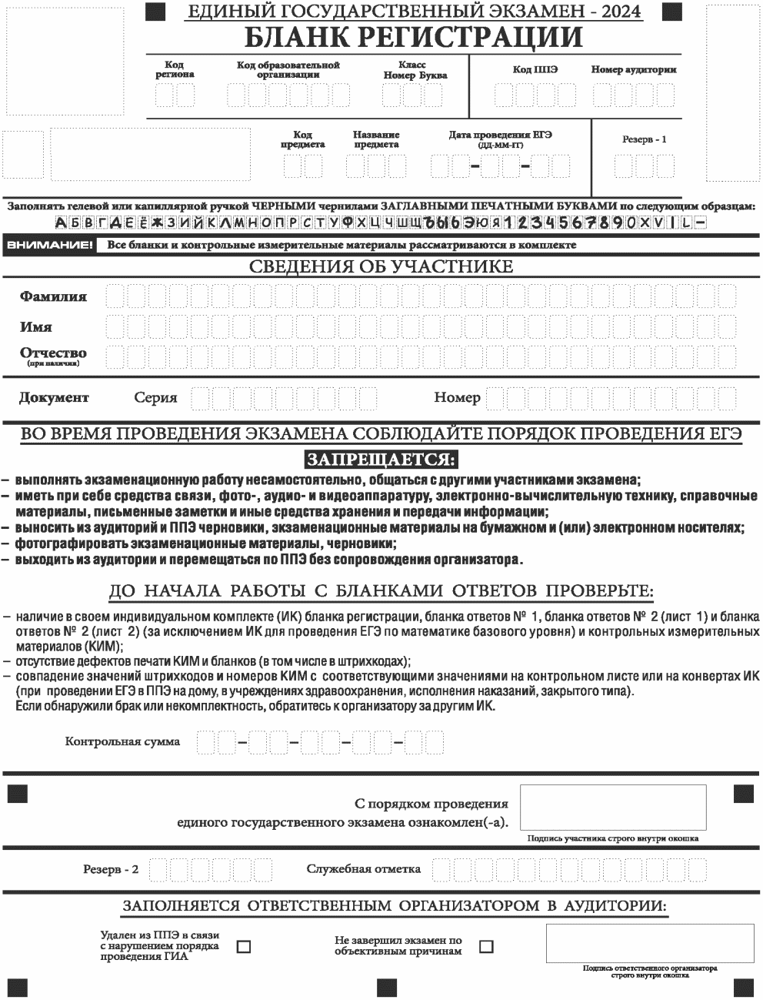 ЕДИНЫЙ ГОСУДАРСТВЕННЫЙ ЭКЗАМЕН - 2024
БЛАНК РЕГИСТРАЦИИ
Код региона
Код образовательной организации
Класс
Номер Буква
Код ППЭ
Номер аудитории
Код предмета
Название предмета
Дата проведения ЕГЭ
(ДД-ММ-ГГ)
Резерв - 1
Заполнять гелевой или капиллярной ручкой ЧЕРНЫМИ чернилами ЗАГЛАВНЫМИ ПЕЧАТНЫМИ БУКВАМИ по следующим образцам:
АБВГДЕЁЖЗИЙКЛМНОПРСТУФХЦЧШЩЪЫЬЭЮЯ1234567890XVIL-
ВНИМАНИЕ! Все бланки и контрольные измерительные материалы рассматриваются в комплекте
СВЕДЕНИЯ ОБ УЧАСТНИКЕ
Фамилия
Имя
Отчество
(при наличии)
Документ Серия Номер
ВО ВРЕМЯ ПРОВЕДЕНИЯ ЭКЗАМЕНА СОБЛЮДАЙТЕ ПОРЯДОК ПРОВЕДЕНИЯ ЕГЭ
ЗАПРЕЩАЕТСЯ:
– выполнять экзаменационную работу несамостоятельно, общаться с другими участниками экзамена;
– иметь при себе средства связи, фото-, аудио- и видеоаппаратуру, электронно-вычислительную технику, справочные
материалы, письменные заметки и иные средства хранения и передачи информации;
– выносить из аудиторий и ППЭ черновики, экзаменационные материалы на бумажном и (или) электронном носителях;
– фотографировать экзаменационные материалы, черновики;
– выходить из аудитории и перемещаться по ППЭ без сопровождения организатора.
ДО НАЧАЛА РАБОТЫ С БЛАНКАМИ ОТВЕТОВ ПРОВЕРЬТЕ:
– наличие в своем индивидуальном комплекте (ИК) бланка регистрации, бланка ответов № 1, бланка ответов № 2 (лист 1) и бланка
ответов № 2 (лист 2) (за исключением ИК для проведения ЕГЭ по математике базового уровня) и контрольных измерительных
материалов (КИМ);
– отсутствие дефектов печати КИМ и бланков (в том числе в штрихкодах);
– совпадение значений штрихкодов и номеров КИМ с соответствующими значениями на контрольном листе или на конвертах ИК
(при проведении ЕГЭ в ППЭ на дому, в учреждениях здравоохранения, исполнения наказаний, закрытого типа).
Если обнаружили брак или некомплектность, обратитесь к организатору за другим ИК.
Контрольная сумма
С порядком проведения
единого государственного экзамена ознакомлен(-а).
Подпись участника строго внутри окошка
Резерв - 2 Служебная отметка
ЗАПОЛНЯЕТСЯ ОТВЕТСТВЕННЫМ ОРГАНИЗАТОРОМ В АУДИТОРИИ:
Удален из ППЭ в связи
с нарушением порядка
проведения ГИА
Не завершил экзамен по
объективным причинам
Подпись ответственного организатора
строго внутри окошка